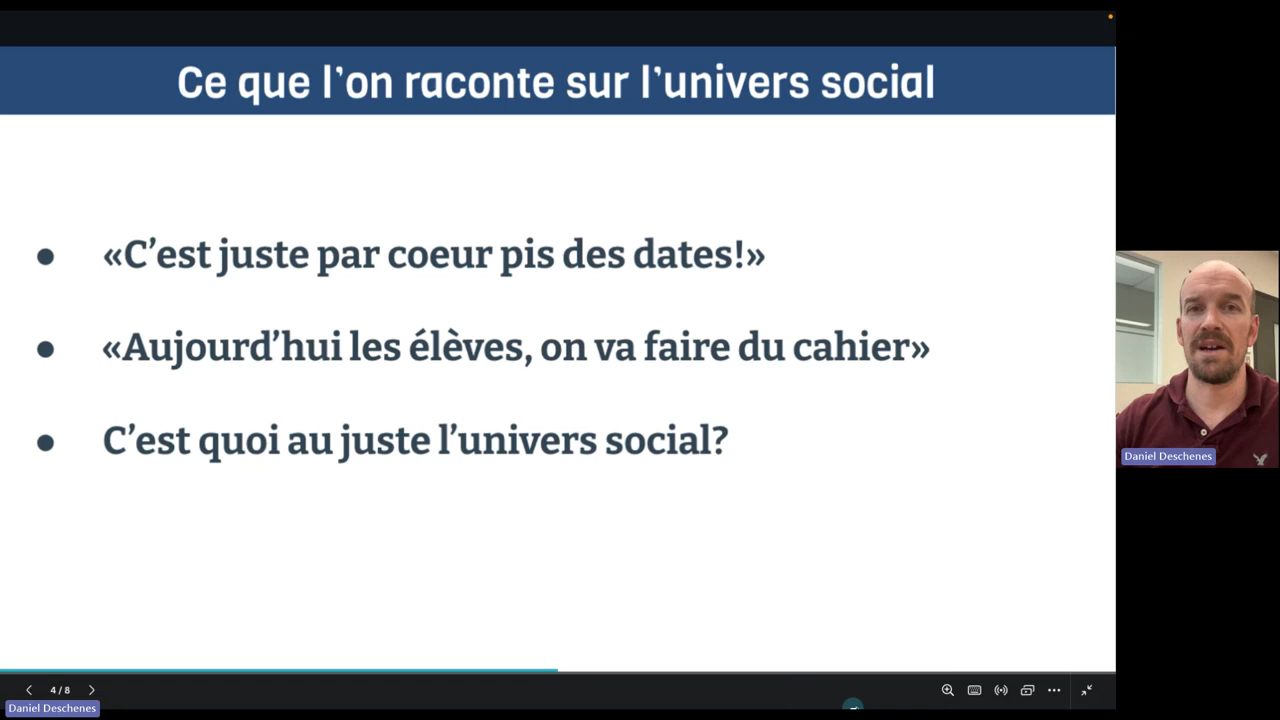 Ce que l’on raconte sur l’univers social
«C’est juste par coeur pis des dates!»
«Aujourd’hui les élèves, on va faire du cahier»
C’est quoi au juste l’univers social?
Daniel Deschenes
4 / 8
Daniel Deschenes